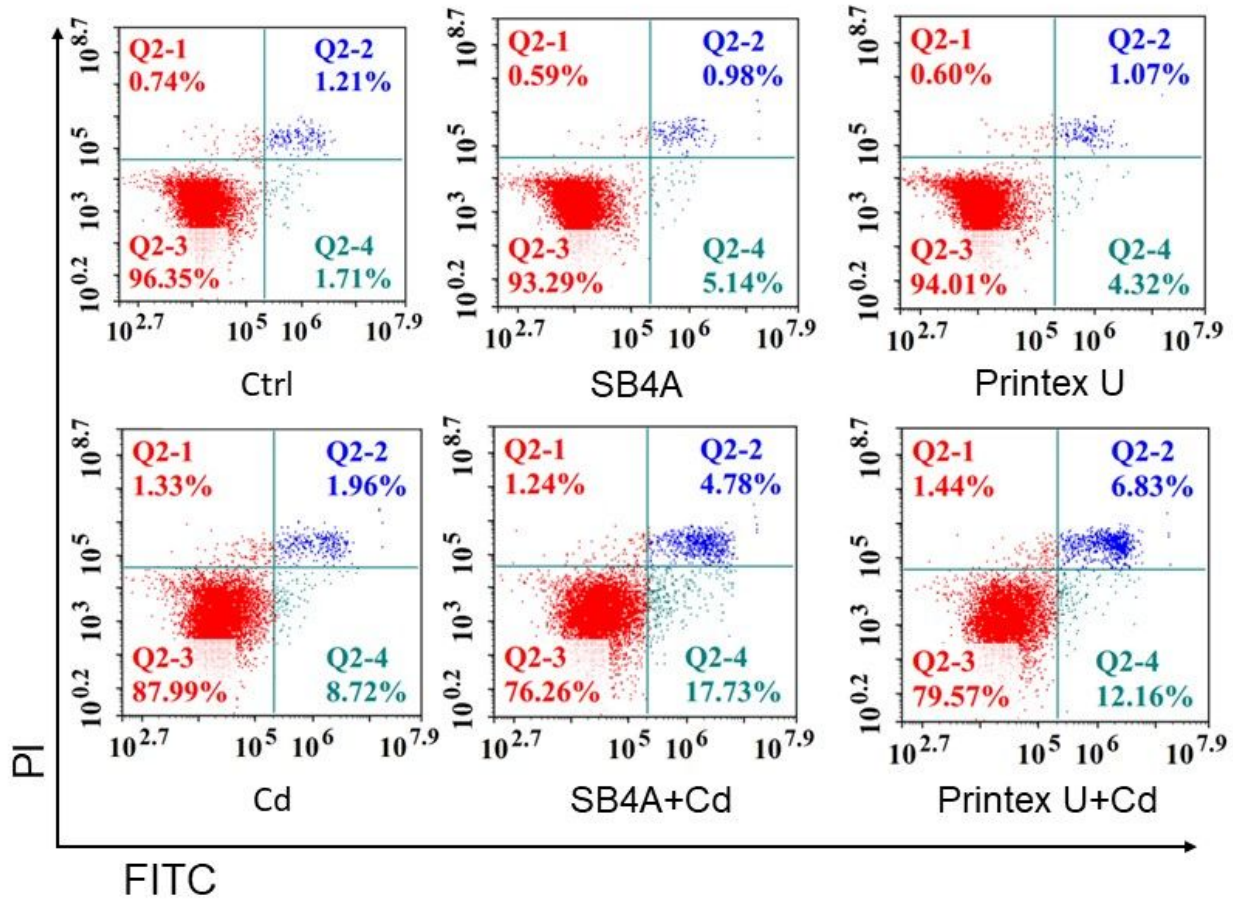 Q2-1 Q2-2
0.74% 1.21%
Q2-3 Q2-4
96.35% 1.71%
10^8.7
10^5
10^3
10^0.2
10^2.7 10^5 10^6 10^7.9
Ctrl
Q2-1 Q2-2
0.59% 0.98%
Q2-3 Q2-4
93.29% 5.14%
10^8.7
10^5
10^3
10^0.2
10^2.7 10^5 10^6 10^7.9
SB4A
Q2-1 Q2-2
0.60% 1.07%
Q2-3 Q2-4
94.01% 4.32%
10^8.7
10^5
10^3
10^0.2
10^2.7 10^5 10^6 10^7.9
Printex U
Q2-1 Q2-2
1.33% 1.96%
Q2-3 Q2-4
87.99% 8.72%
10^8.7
10^5
10^3
10^0.2
10^2.7 10^5 10^6 10^7.9
Cd
Q2-1 Q2-2
1.24% 4.78%
Q2-3 Q2-4
76.26% 17.73%
10^8.7
10^5
10^3
10^0.2
10^2.7 10^5 10^6 10^7.9
SB4A+Cd
Q2-1 Q2-2
1.44% 6.83%
Q2-3 Q2-4
79.57% 12.16%
10^8.7
10^5
10^3
10^0.2
10^2.7 10^5 10^6 10^7.9
Printex U+Cd
PI
FITC